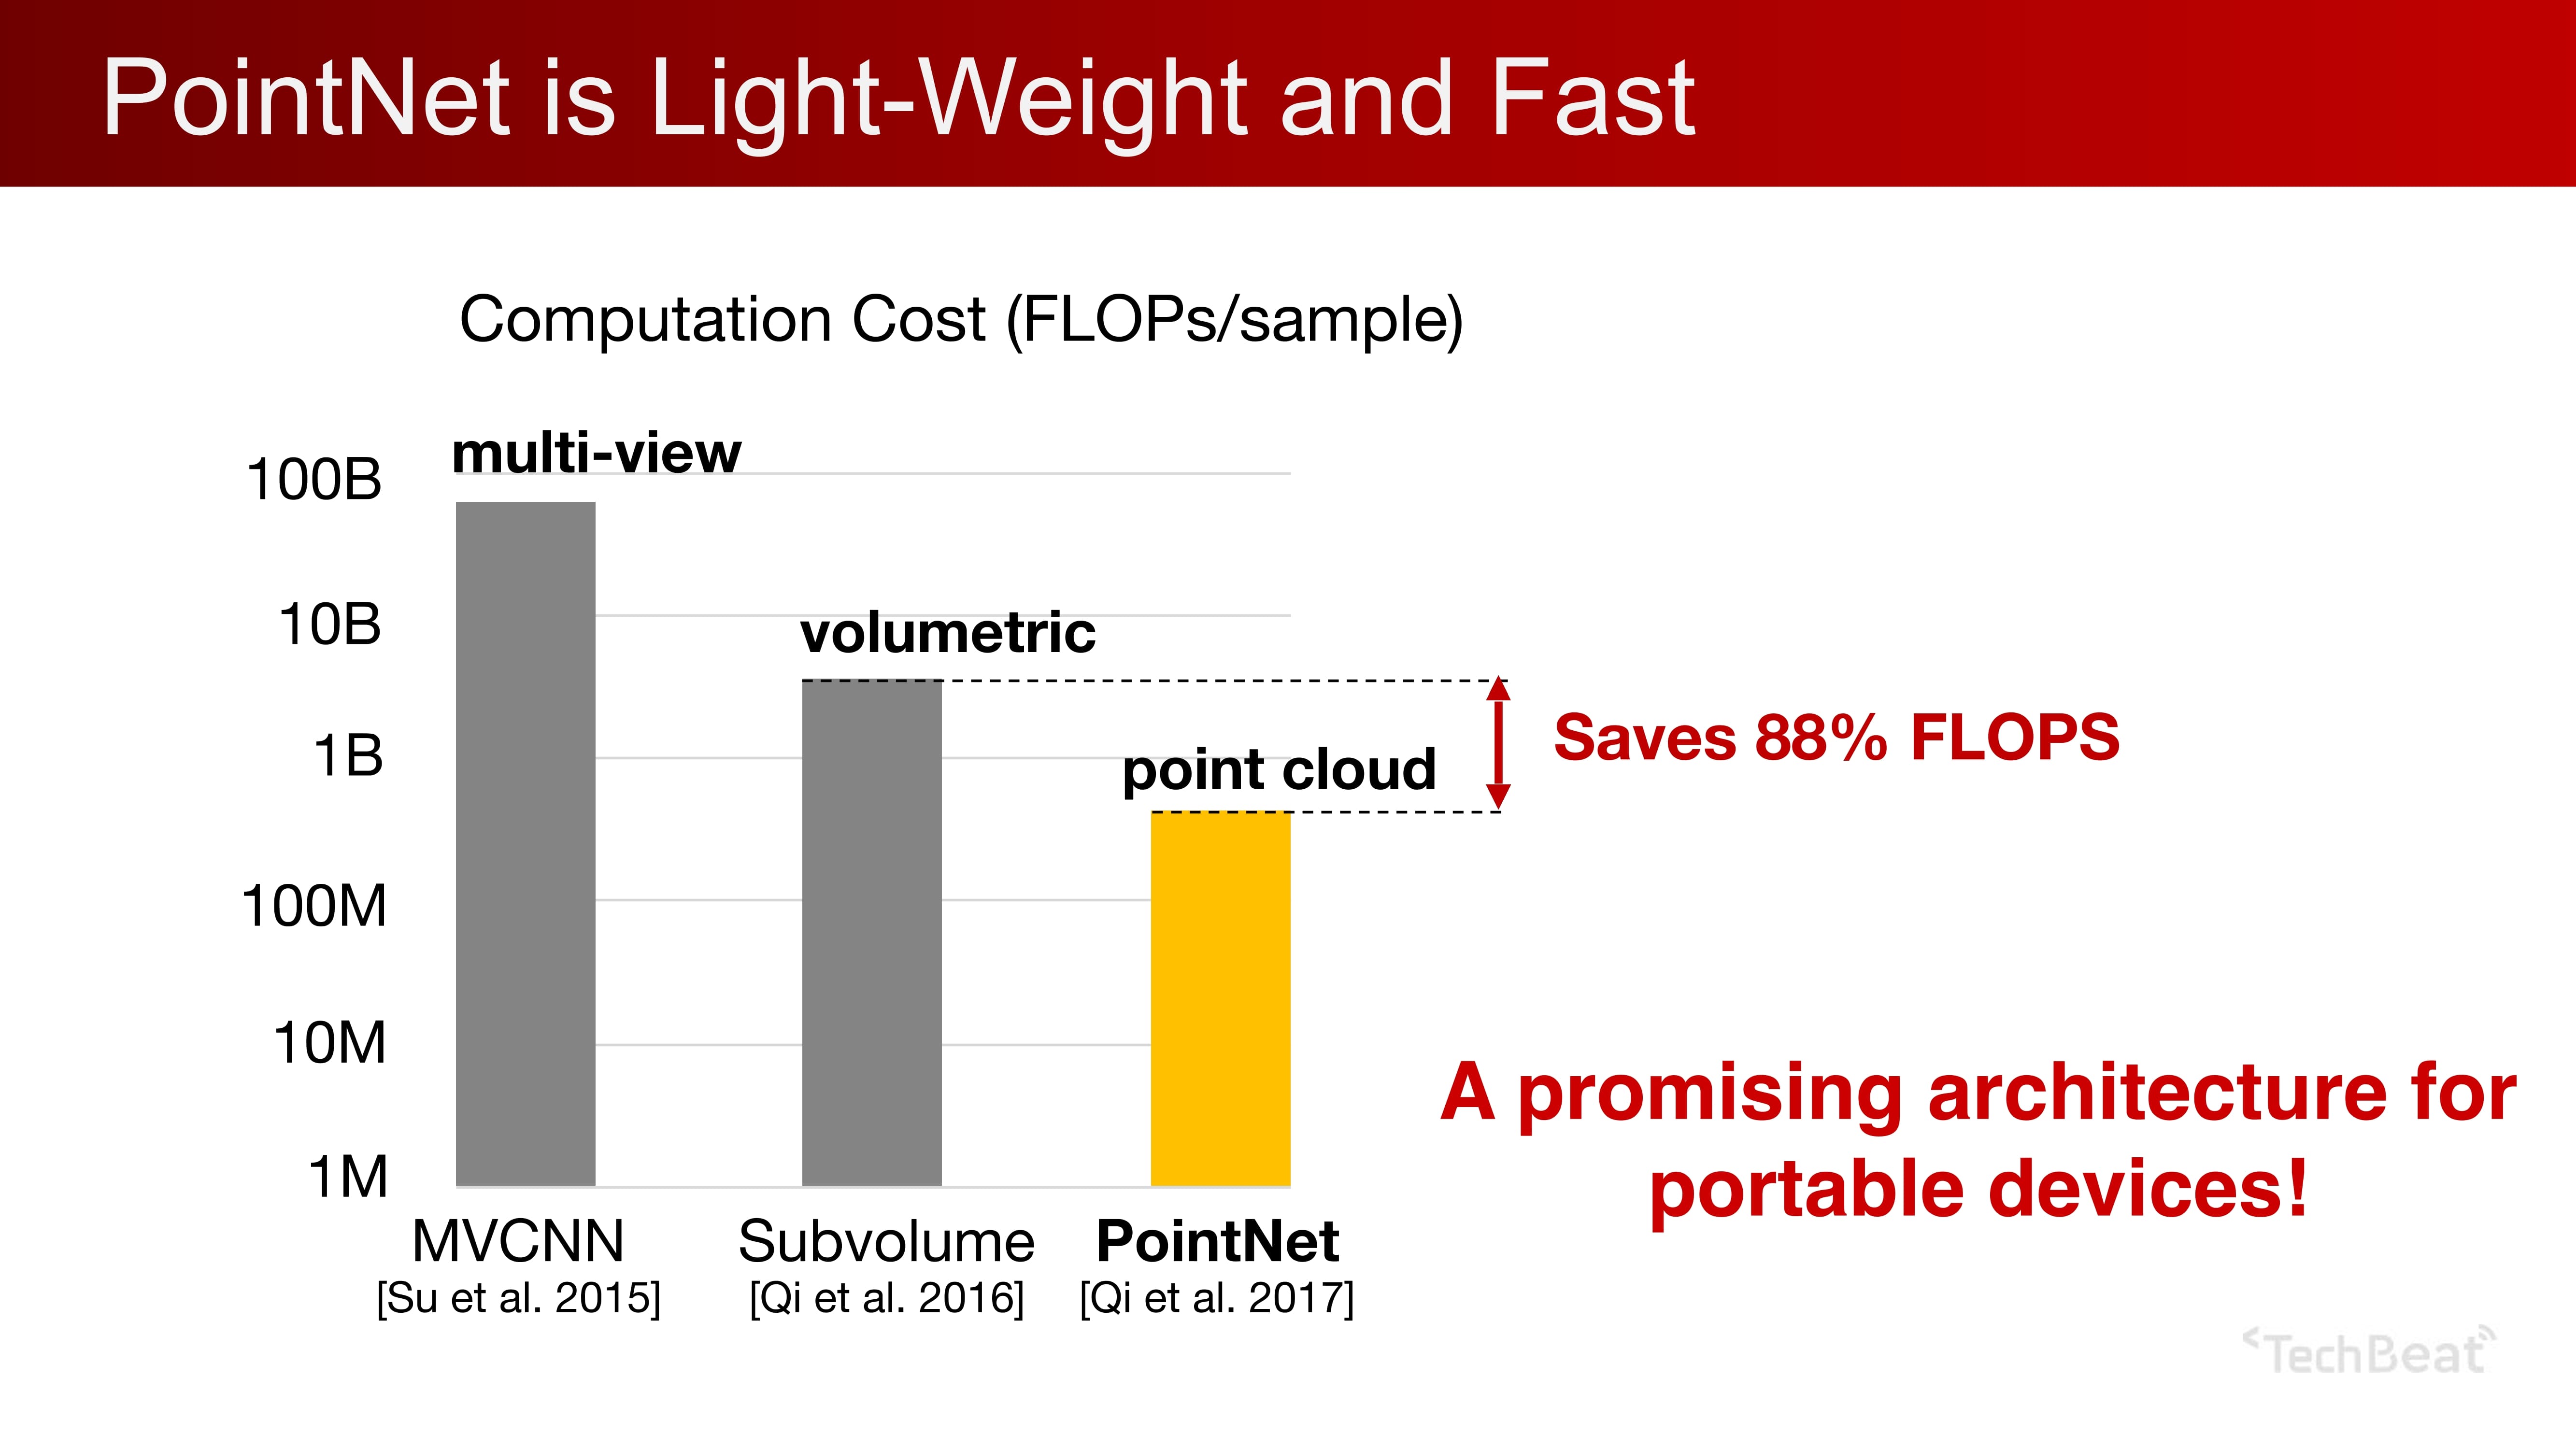 PointNet is Light-Weight and Fast
Computation Cost (FLOPs/sample)
multi-view
100B
10B
volumetric
Saves 88% FLOPS
1B
point cloud
100M
10M
A promising architecture for
portable devices!
1M
MVCNN
Subvolume
PointNet
[Su et al. 2015]
[Qi et al. 2016]
[Qi et al. 2017]
TechBeat